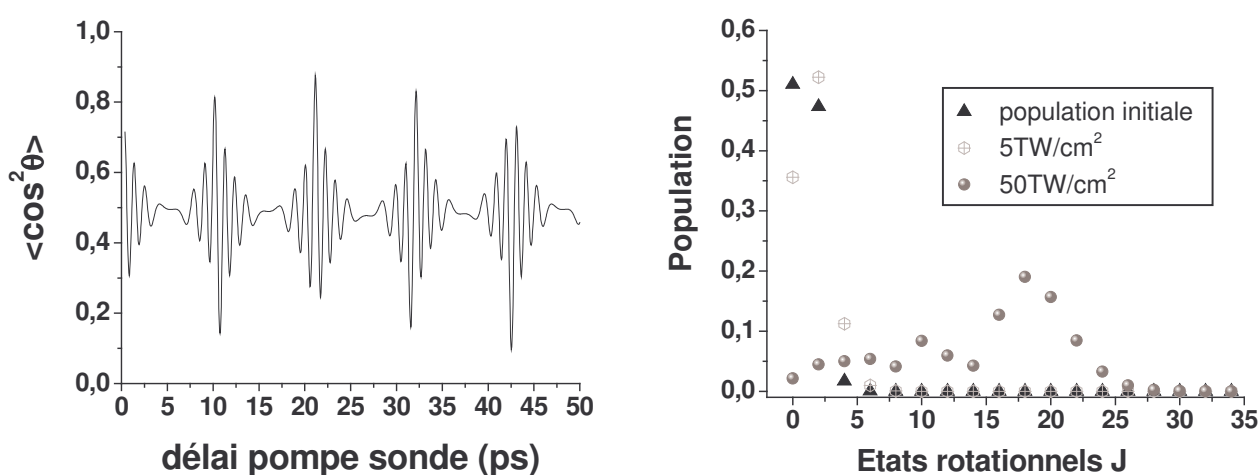 1,0
0,8
0,6
0,4
0,2
0,0
<cos²θ>
0 5 10 15 20 25 30 35 40 45 50
délai pompe sonde (ps)
0,6
0,5
0,4
0,3
0,2
0,1
0,0
Population
population initiale
5TW/cm²
50TW/cm²
0 5 10 15 20 25 30 35
Etats rotationnels J